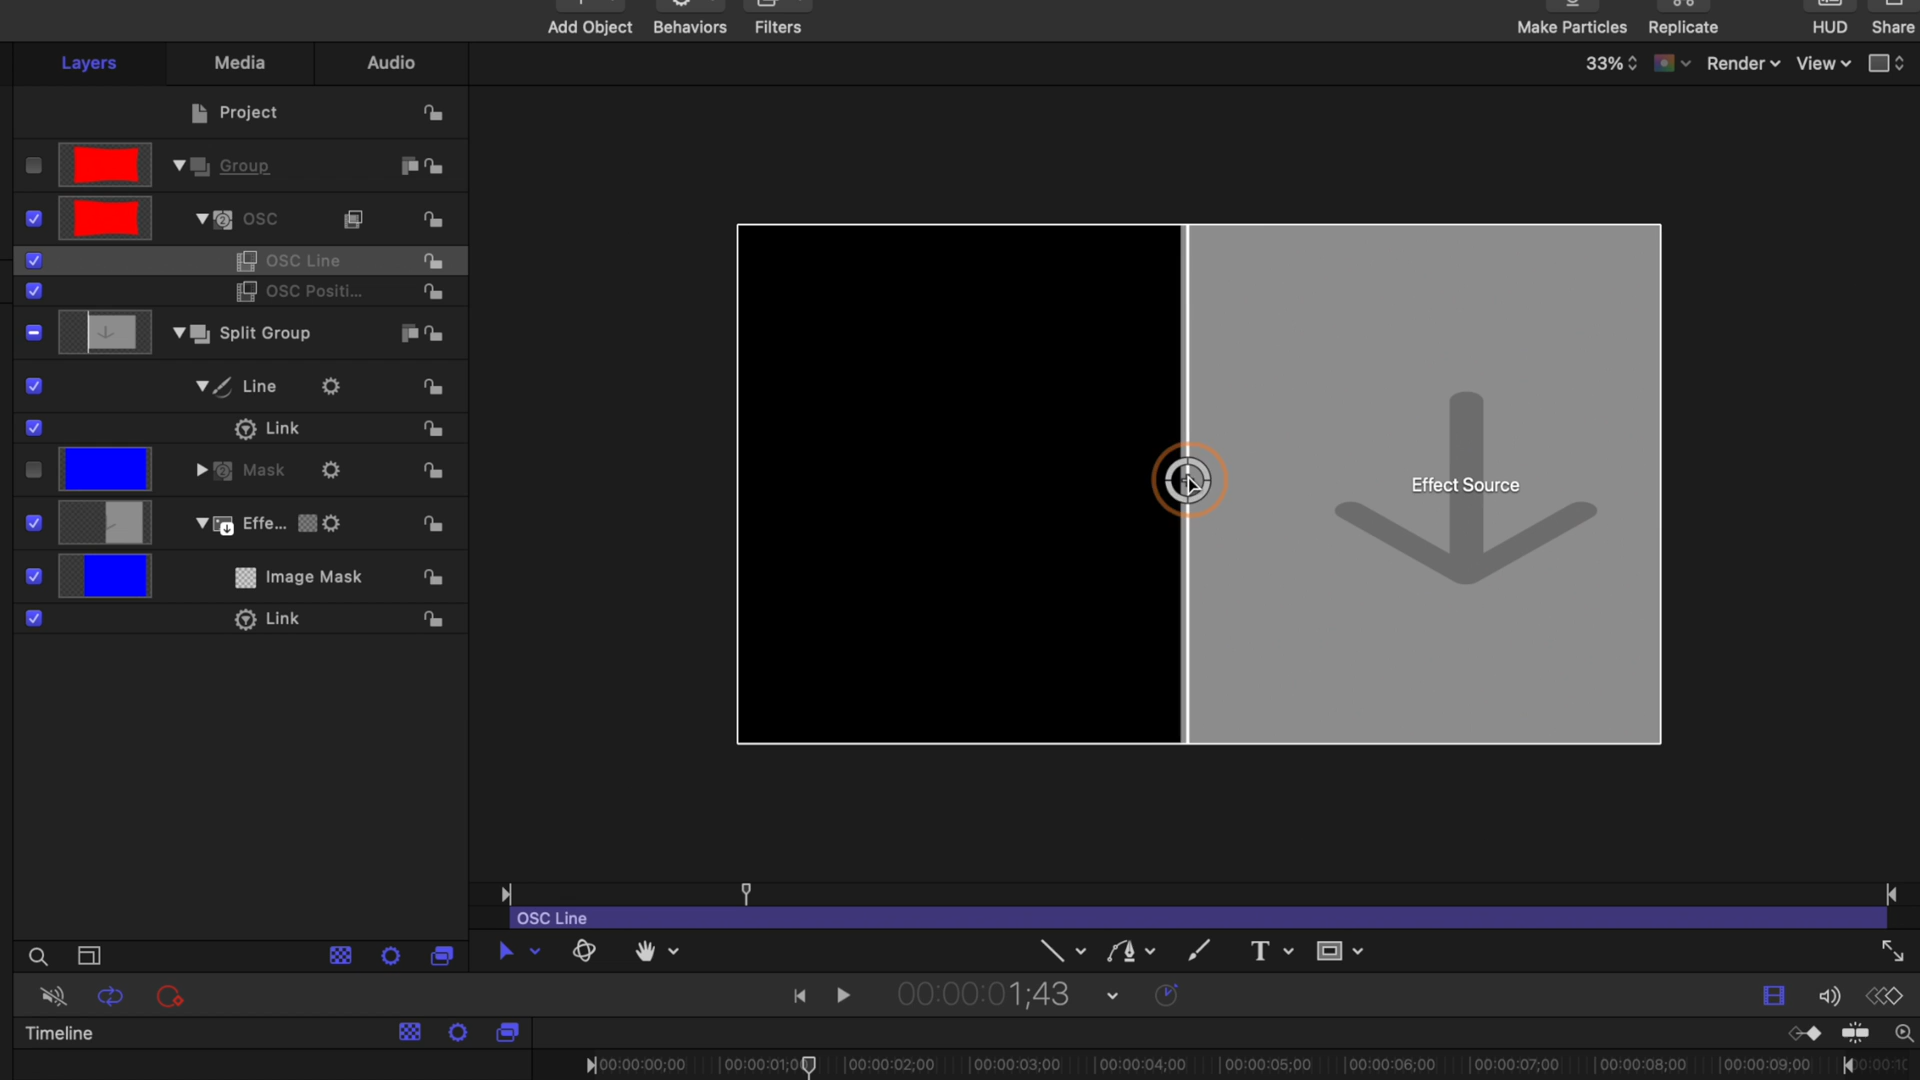 Add Object Behaviors Filters Make Particles Replicate HUD Share
Layers Media Audio 33% Render View
Project
Group
OSC
OSC Line
OSC Positi...
Split Group
Line
Link
Mask
Effe...
Image Mask
Link
Effect Source
OSC Line
T
00:00:01;43
Timeline
00:00:00;00 00:00:01;00 00:00:02;00 00:00:03;00 00:00:04;00 00:00:05;00 00:00:06;00 00:00:07;00 00:00:08;00 00:00:09;00